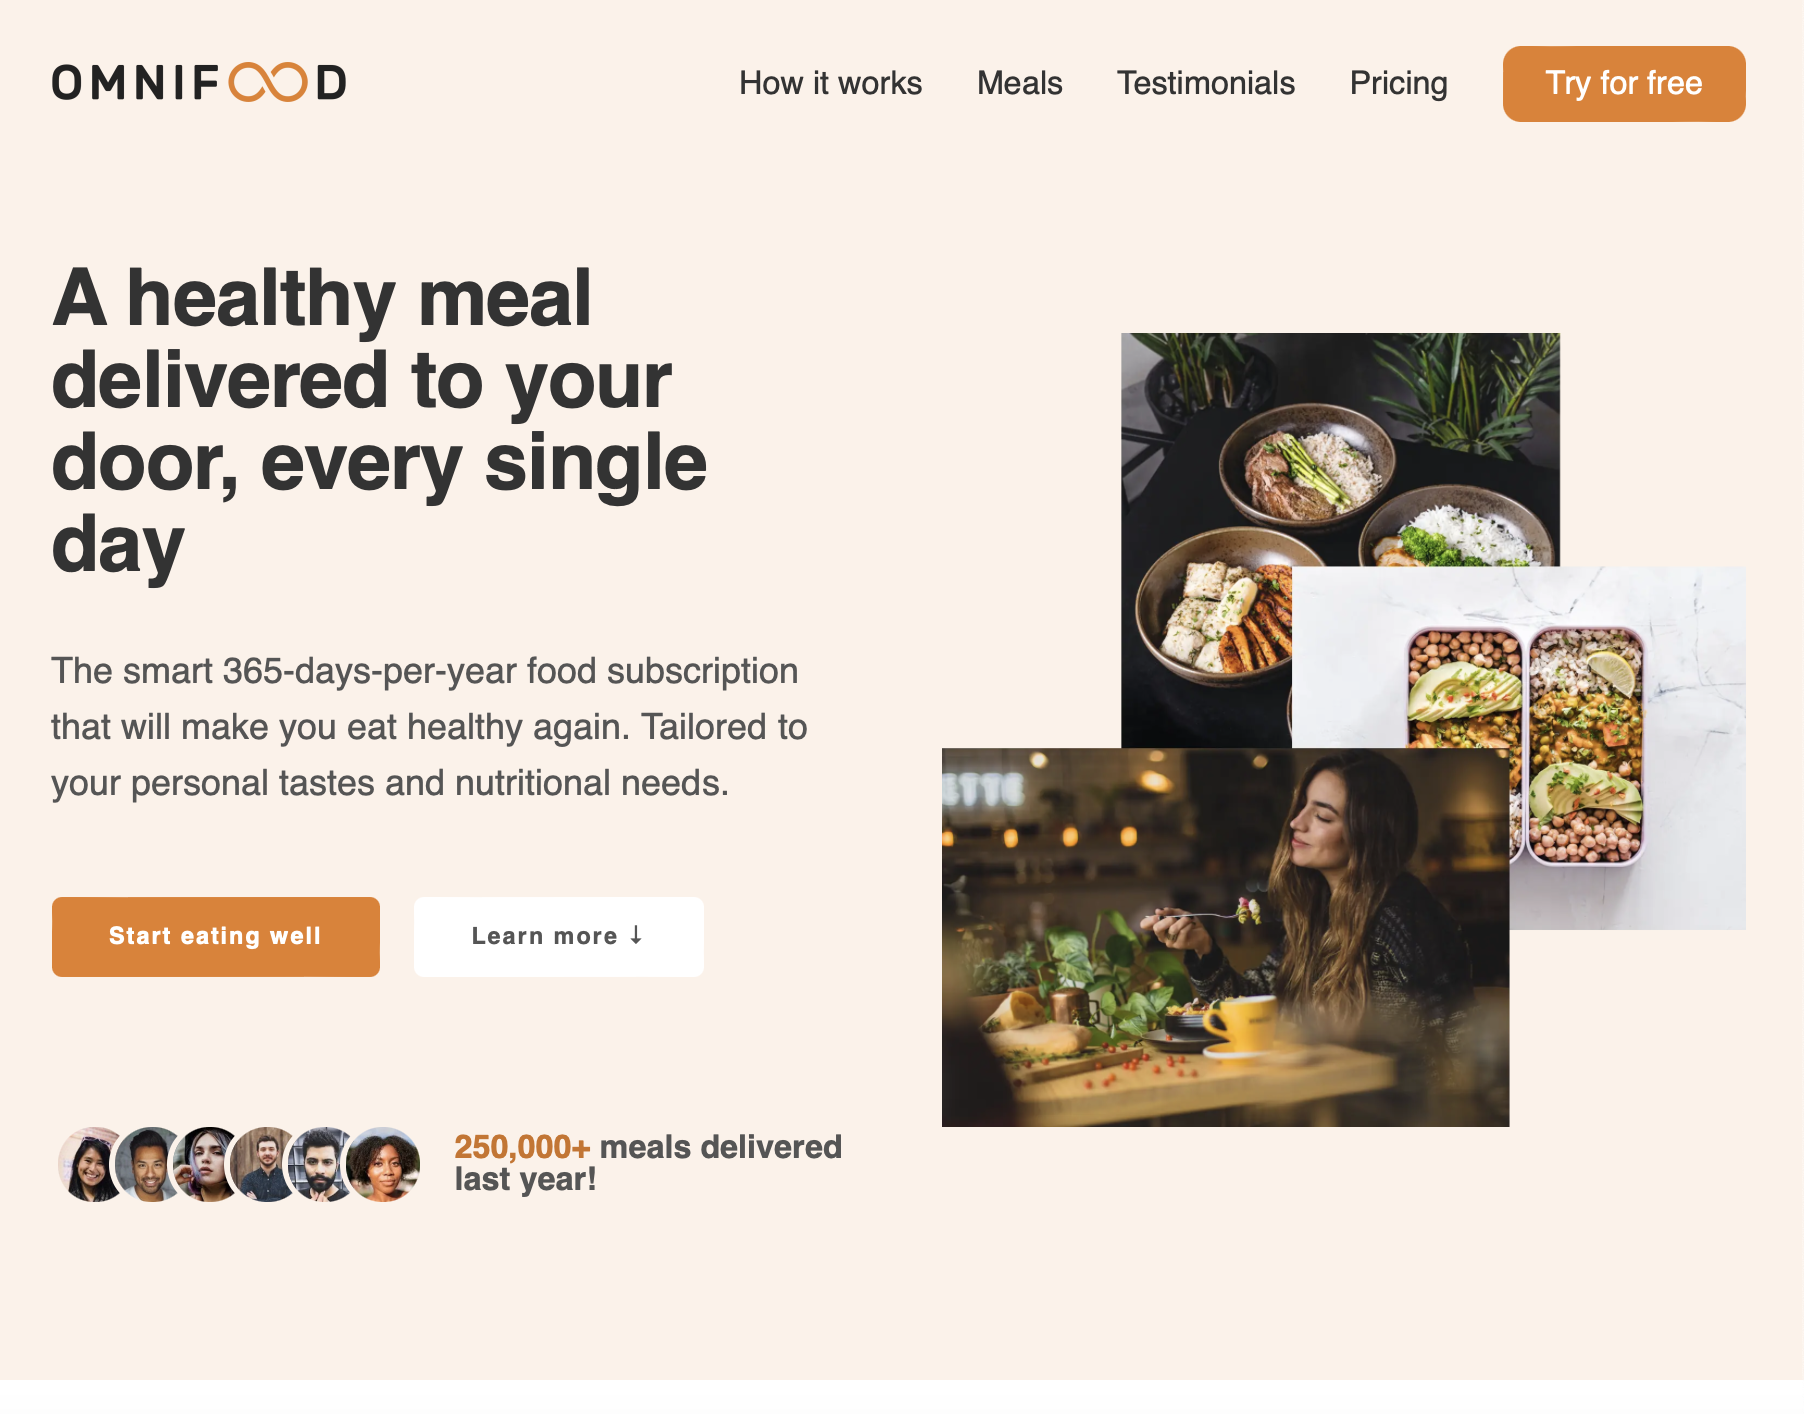 OMNIFOOD
How it works
Meals
Testimonials
Pricing
Try for free
A healthy meal
delivered to your
door, every single
day
The smart 365-days-per-year food subscription
that will make you eat healthy again. Tailored to
your personal tastes and nutritional needs.
Start eating well
Learn more ↓
250,000+ meals delivered
last year!
ETTE